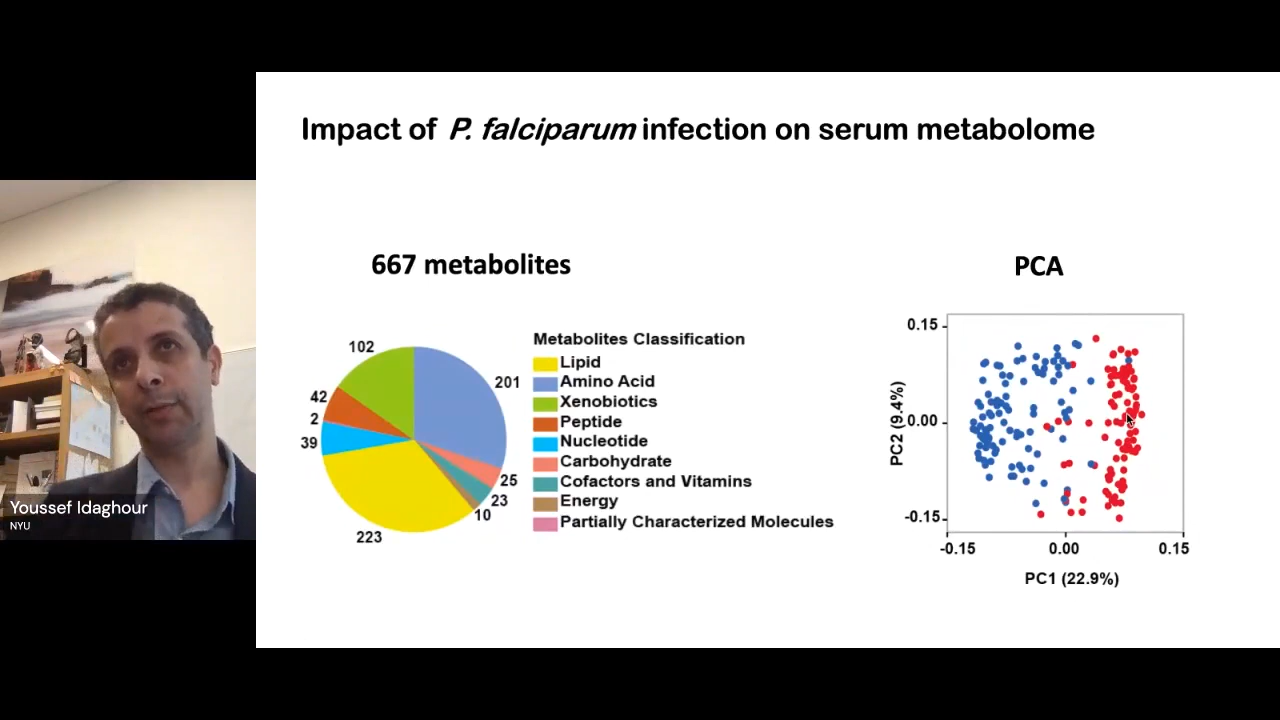 Impact of P. falciparum infection on serum metabolome
667 metabolites
PCA
102
42
2
39
223
201
25
23
10
Metabolites Classification
Lipid
Amino Acid
Xenobiotics
Peptide
Nucleotide
Carbohydrate
Cofactors and Vitamins
Energy
Partially Characterized Molecules
0.15
0.00
-0.15
PC2 (9.4%)
-0.15 0.00 0.15
PC1 (22.9%)
Youssef Idaghour
NYU